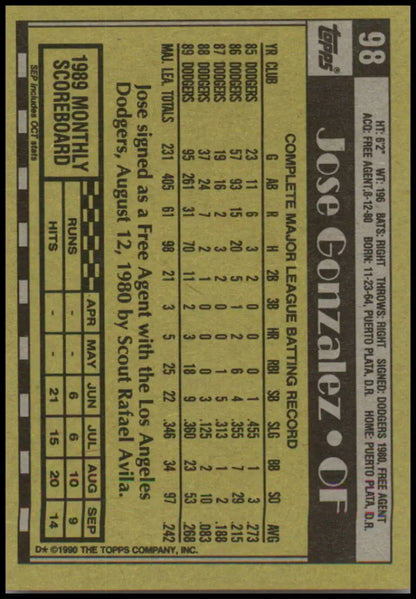 98
Topps
Jose Gonzalez • OF
HT: 6'2" WT: 196 BATS: RIGHT THROWS: RIGHT SIGNED: DODGERS 1980, FREE AGENT
ACQ: FREE AGENT, 8-12-80 BORN: 11-23-64, PUERTO PLATA, D.R. HOME: PUERTO PLATA, D.R.
COMPLETE MAJOR LEAGUE BATTING RECORD
YR CLUB G AB R H 2B 3B HR RBI SB SLG BB SO AVG
85 DODGERS 23 11 6 3 2 0 0 0 1 .455 1 3 .273
86 DODGERS 57 93 15 20 5 1 2 6 4 .355 7 29 .215
87 DODGERS 19 16 2 3 2 0 0 1 5 .313 1 2 .188
88 DODGERS 37 24 7 2 1 0 0 0 3 .125 2 10 .083
89 DODGERS 95 261 31 70 11 2 3 18 9 .360 23 53 .268
MAJ. LEA. TOTALS 231 405 61 98 21 3 5 25 22 .346 34 97 .242
Jose signed as a Free Agent with the Los Angeles
Dodgers, August 12, 1980 by Scout Rafael Avila.
1989 MONTHLY
SCOREBOARD
APR MAY JUN JUL AUG SEP
RUNS - - 6 6 10 9
HITS - - 21 15 20 14
SEP includes OCT stats
D* ©1990 THE TOPPS COMPANY, INC.